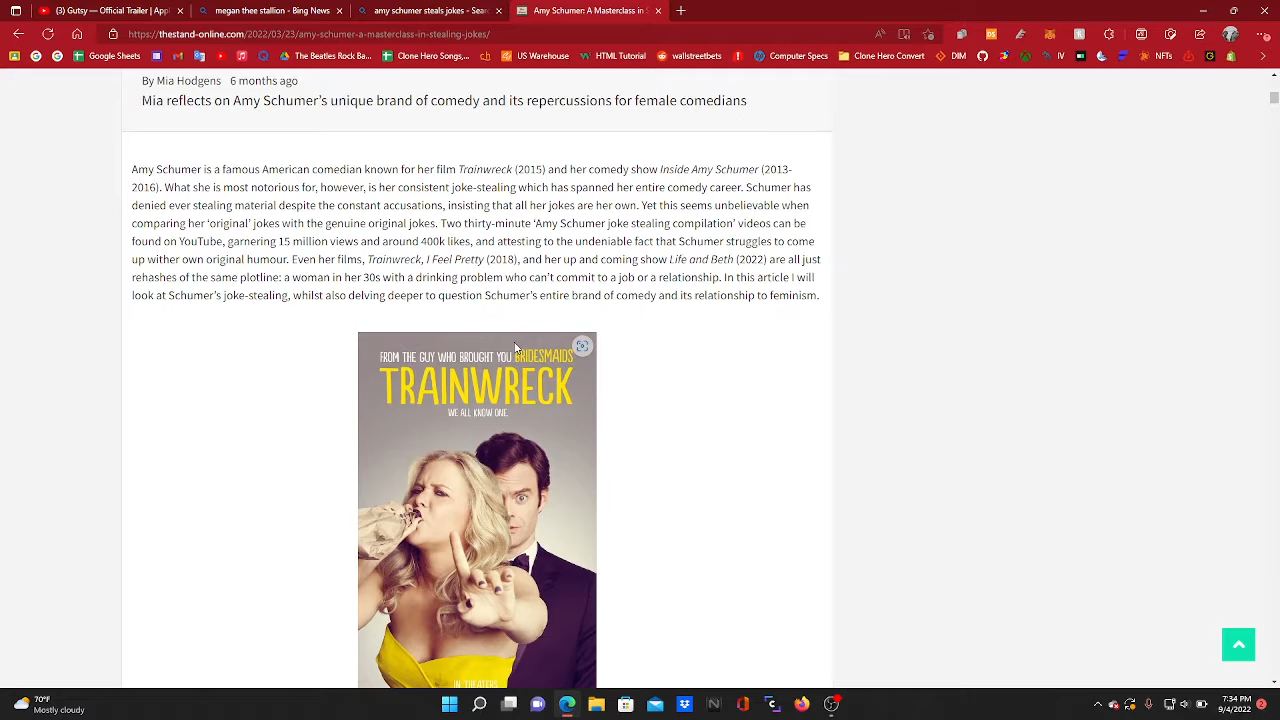 (3) Gutsy — Official Trailer | Ap
megan thee stallion - Bing News
amy schumer steals jokes - Sear
Amy Schumer: A Masterclass in S
https://thestand-online.com/2022/03/23/amy-schumer-a-masterclass-in-stealing-jokes/
The Beatles Rock Ba...
Clone Hero Songs,...
US Warehouse
HTML Tutorial
wallstreetbets
Computer Specs
Clone Hero Convert
DIM
IV
NFTs
By Mia Hodgens 6 months ago
Mia reflects on Amy Schumer's unique brand of comedy and its repercussions for female comedians
Amy Schumer is a famous American comedian known for her film Trainwreck (2015) and her comedy show Inside Amy Schumer (2013-
2016). What she is most notorious for, however, is her consistent joke-stealing which has spanned her entire comedy career. Schumer has
denied ever stealing material despite the constant accusations, insisting that all her jokes are her own. Yet this seems unbelievable when
comparing her 'original' jokes with the genuine original jokes. Two thirty-minute 'Amy Schumer joke stealing compilation' videos can be
found on YouTube, garnering 15 million views and around 400k likes, and attesting to the undeniable fact that Schumer struggles to come
up wither own original humour. Even her films, Trainwreck, I Feel Pretty (2018), and her up and coming show Life and Beth (2022) are all just
rehashes of the same plotline: a woman in her 30s with a drinking problem who can't commit to a job or a relationship. In this article I will
look at Schumer's joke-stealing, whilst also delving deeper to question Schumer's entire brand of comedy and its relationship to feminism.
FROM THE GUY WHO BROUGHT YOU BRIDESMAIDS
TRAINWRECK
WE ALL KNOW ONE.
IN THEATERS
70°F
Mostly cloudy
7:34 PM
9/4/2022